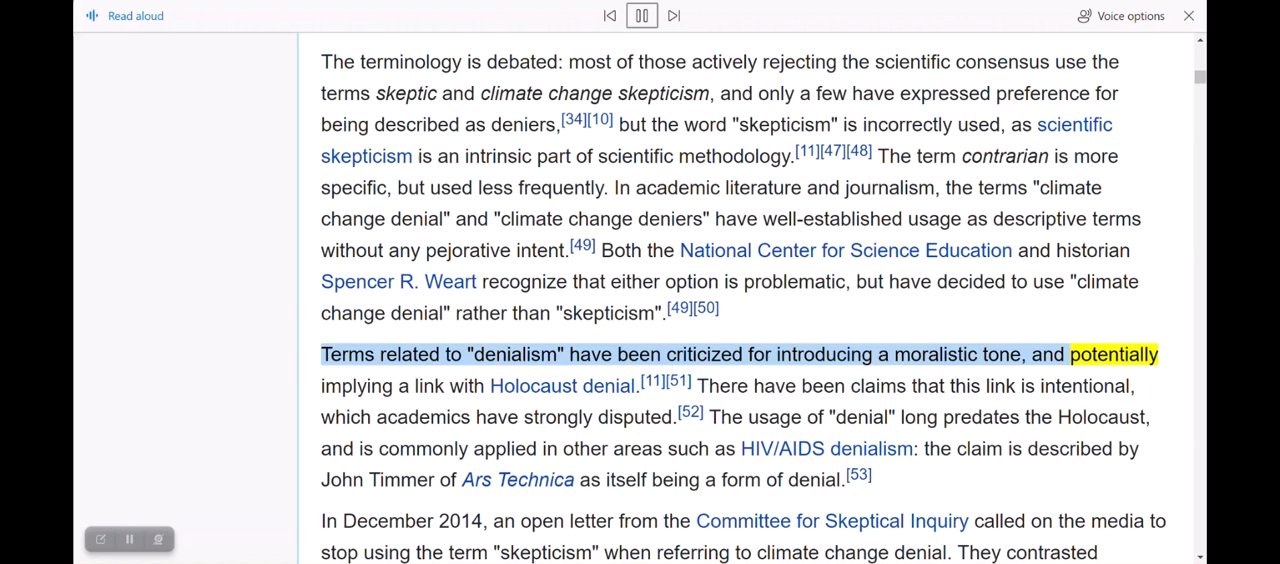 Read aloud
Voice options
The terminology is debated: most of those actively rejecting the scientific consensus use the
terms skeptic and climate change skepticism, and only a few have expressed preference for
being described as deniers,[34][10] but the word "skepticism" is incorrectly used, as scientific
skepticism is an intrinsic part of scientific methodology.[11][47][48] The term contrarian is more
specific, but used less frequently. In academic literature and journalism, the terms "climate
change denial" and "climate change deniers" have well-established usage as descriptive terms
without any pejorative intent.[49] Both the National Center for Science Education and historian
Spencer R. Weart recognize that either option is problematic, but have decided to use "climate
change denial" rather than "skepticism".[49][50]
Terms related to "denialism" have been criticized for introducing a moralistic tone, and potentially
implying a link with Holocaust denial.[11][51] There have been claims that this link is intentional,
which academics have strongly disputed.[52] The usage of "denial" long predates the Holocaust,
and is commonly applied in other areas such as HIV/AIDS denialism: the claim is described by
John Timmer of Ars Technica as itself being a form of denial.[53]
In December 2014, an open letter from the Committee for Skeptical Inquiry called on the media to
stop using the term "skepticism" when referring to climate change denial. They contrasted